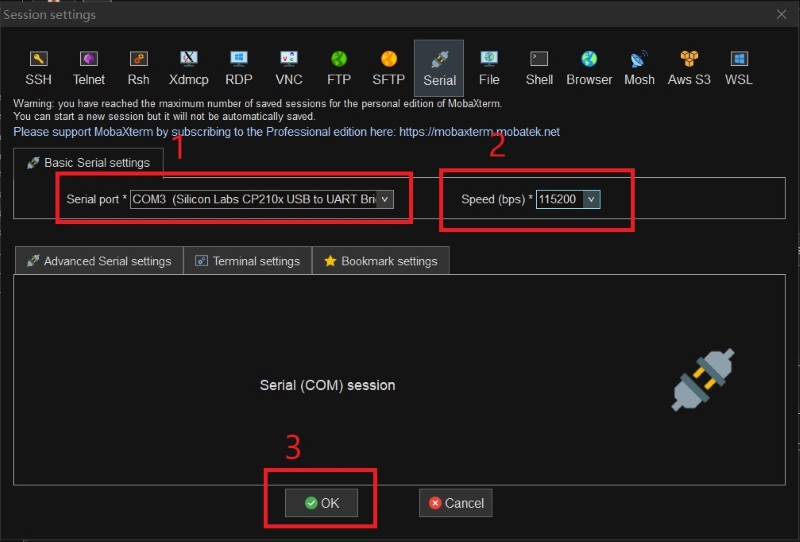 Session settings
SSH Telnet Rsh Xdmcp RDP VNC FTP SFTP Serial File Shell Browser Mosh Aws S3 WSL
Warning: you have reached the maximum number of saved sessions for the personal edition of MobaXterm.
You can start a new session but it will not be automatically saved.
Please support MobaXterm by subscribing to the Professional edition here: https://mobaxterm.mobatek.net
1
2
Basic Serial settings
Serial port * COM3 (Silicon Labs CP210x USB to UART Bri
Speed (bps) * 115200
Advanced Serial settings Terminal settings Bookmark settings
Serial (COM) session
3
OK Cancel